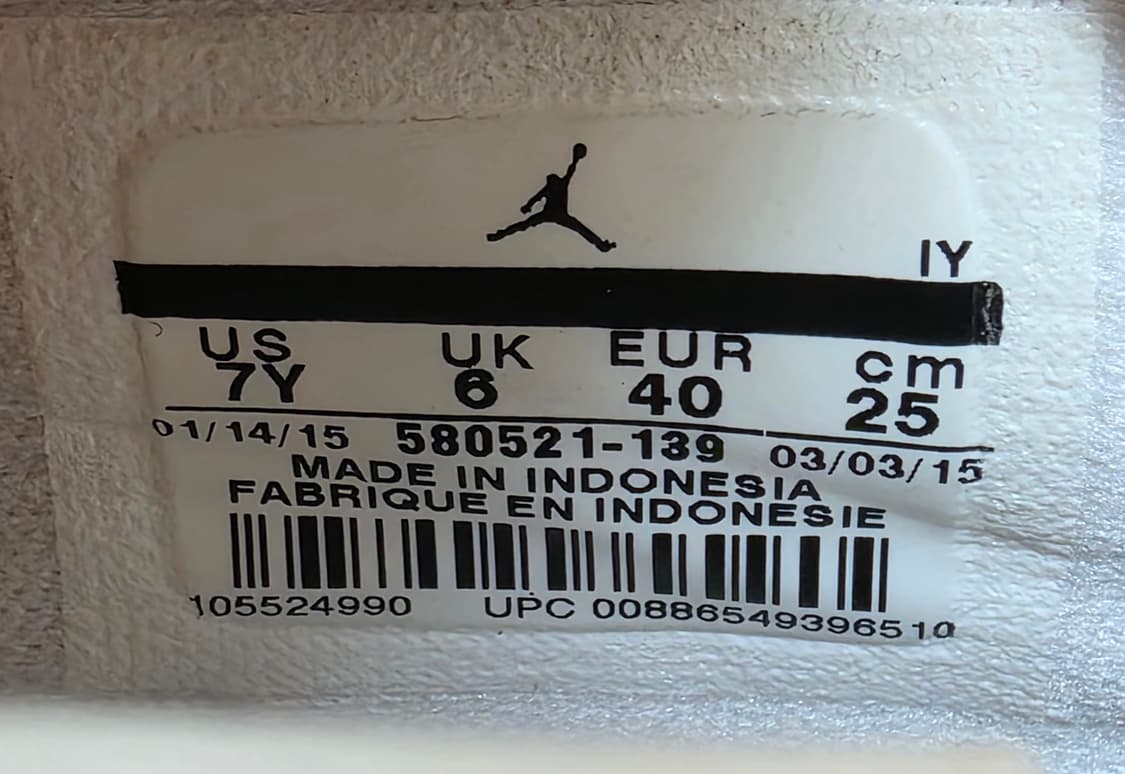 IY
US UK EUR cm
7Y 6 40 25
01/14/15 580521-139 03/03/15
MADE IN INDONESIA
FABRIQUE EN INDONESIE
105524990 UPC 00886549396510